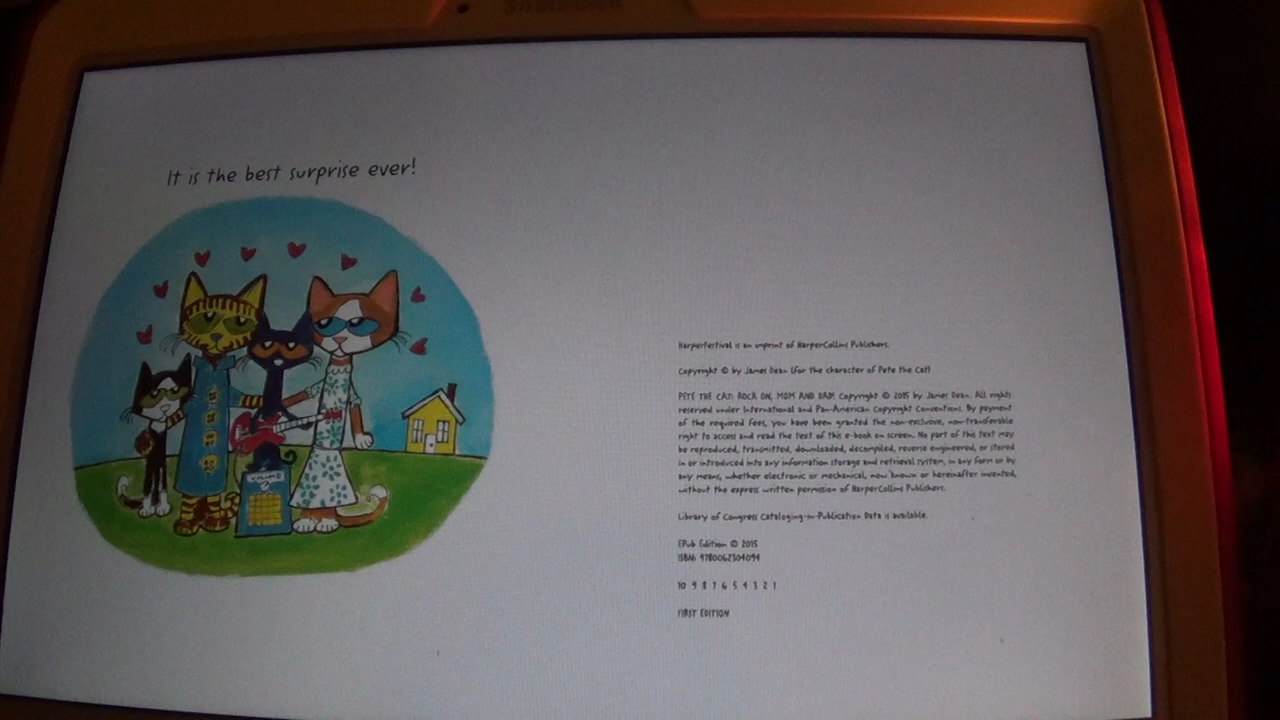 SAMSUNG
It is the best surprise ever!
VOLUME
HarperFestival is an imprint of HarperCollins Publishers.
Copyright © by James Dean (for the character of Pete the Cat)
PETE THE CAT: ROCK ON, MOM AND DAD! Copyright © 2015 by James Dean. All rights
reserved under International and Pan-American Copyright Conventions. By payment
of the required fees, you have been granted the non-exclusive, non-transferable
right to access and read the text of this e-book on screen. No part of this text may
be reproduced, transmitted, downloaded, decompiled, reverse engineered, or stored
in or introduced into any information storage and retrieval system, in any form or by
any means, whether electronic or mechanical, now known or hereinafter invented,
without the express written permission of HarperCollins Publishers.
Library of Congress Cataloging-in-Publication Data is available.
EPub Edition © 2015
ISBN: 9780062304094
10 9 8 7 6 5 4 3 2 1
FIRST EDITION